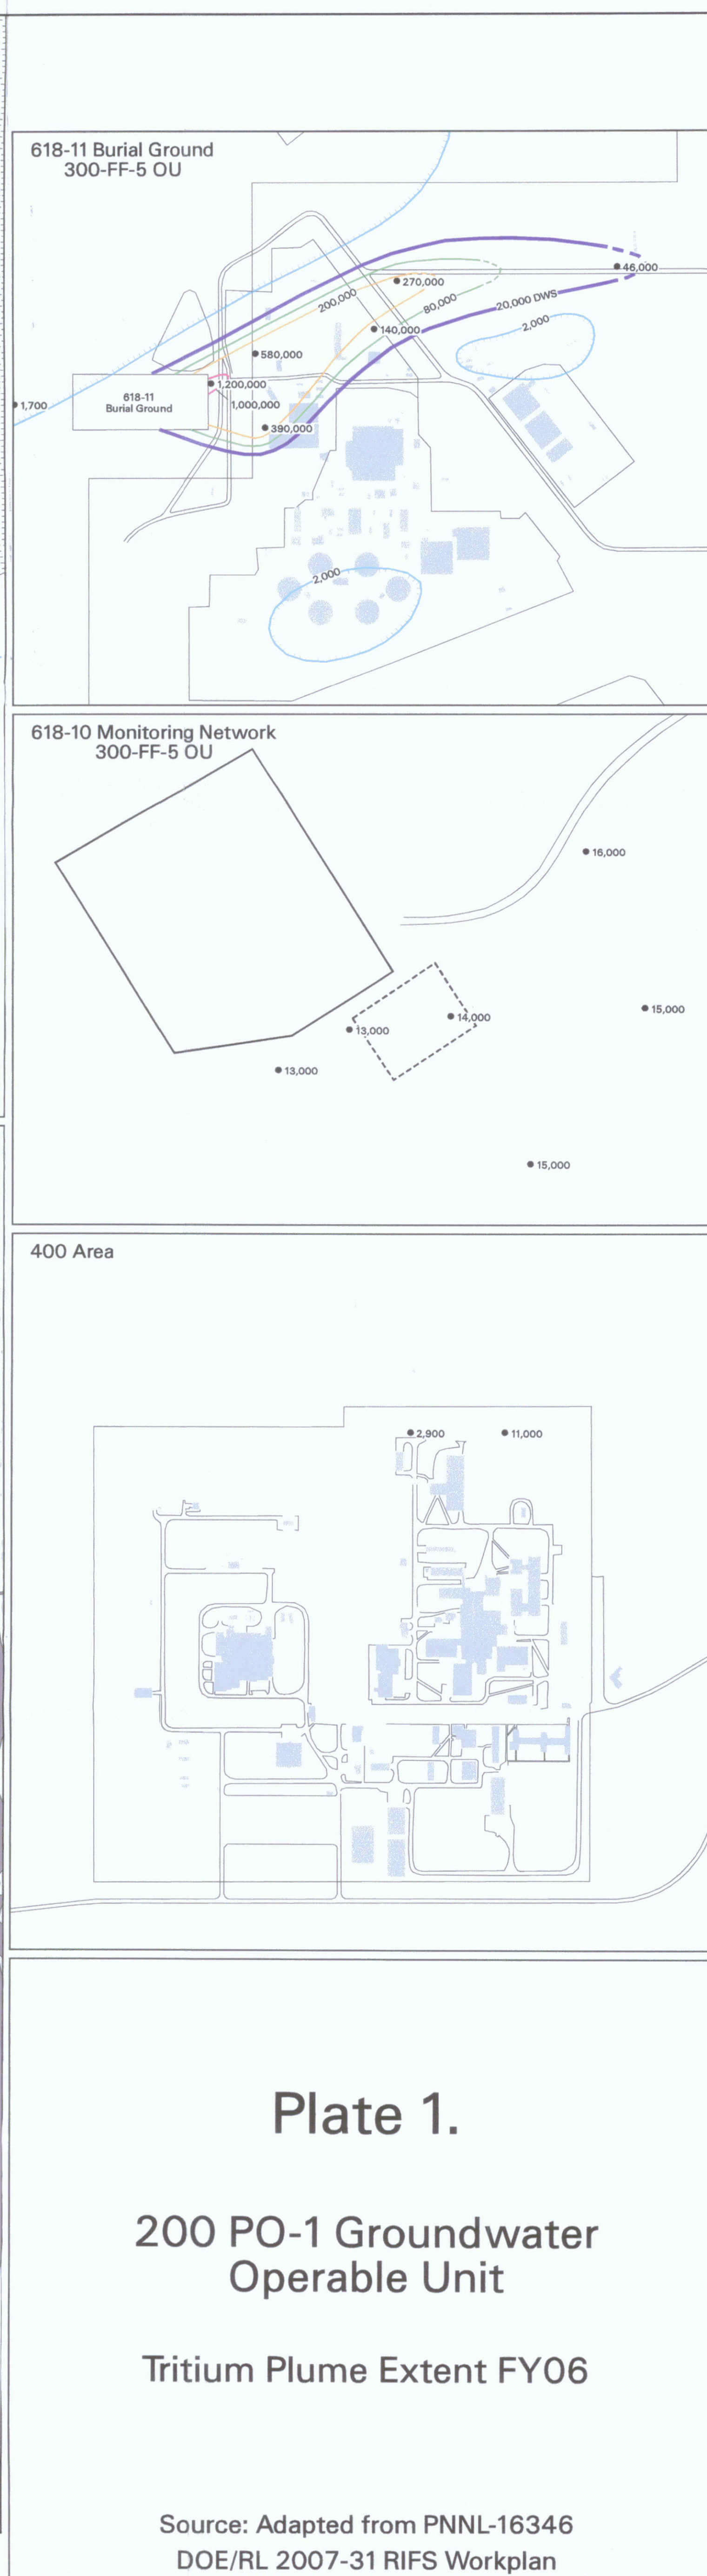 618-11 Burial Ground
300-FF-5 OU
46,000
270,000
200,000
80,000
20,000 DWS
2,000
140,000
580,000
1,200,000
618-11
Burial Ground
1,700
1,000,000
390,000
2,000
618-10 Monitoring Network
300-FF-5 OU
16,000
15,000
14,000
13,000
13,000
15,000
400 Area
2,900
11,000
Plate 1.
200 PO-1 Groundwater
Operable Unit
Tritium Plume Extent FY06
Source: Adapted from PNNL-16346
DOE/RL 2007-31 RIFS Workplan